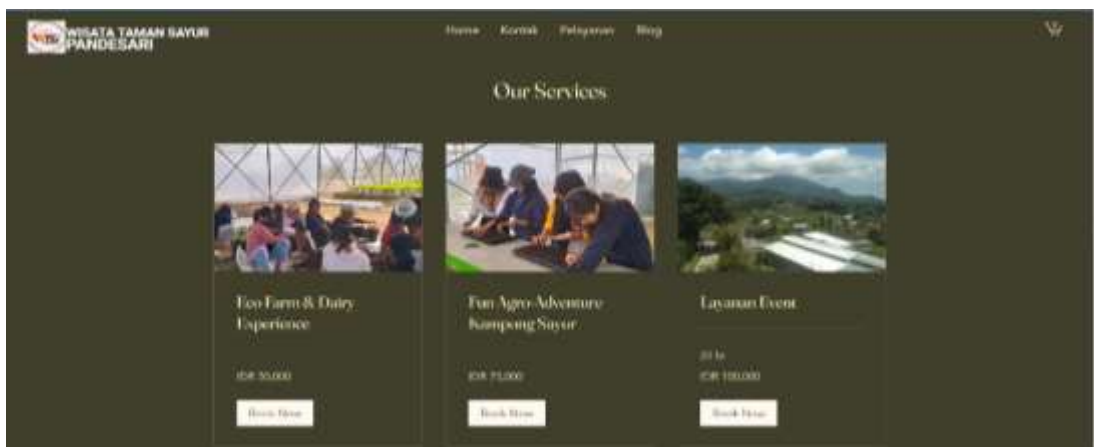 WISATA TAMAN SAYUR
PANDESARI
Home Kontak Pelayanan Blog
Our Services
Eco Farm & Dairy
Experience
IDR 50,000
Book Now
Fun Agro-Adventure
Kampong Sayur
IDR 75,000
Book Now
Layanan Event
IDR 100,000
Book Now